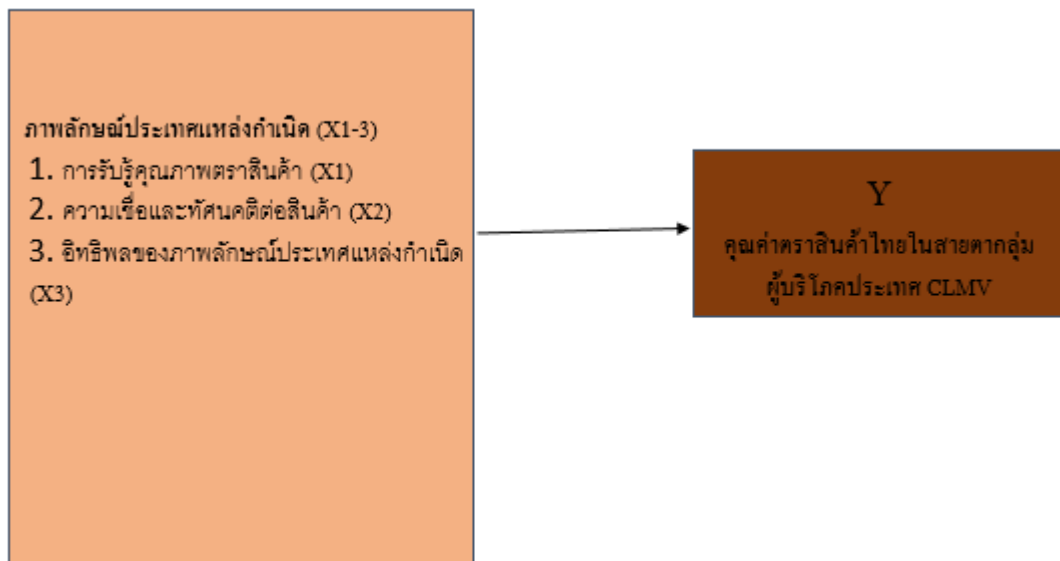 ภาพลักษณ์ประเทศแหล่งกำเนิด (X1-3)
1. การรับรู้คุณภาพตราสินค้า (X1)
2. ความเชื่อและทัศนคติต่อสินค้า (X2)
3. อิทธิพลของภาพลักษณ์ประเทศแหล่งกำเนิด
(X3)
Y
คุณค่าตราสินค้าไทยในสายตากลุ่ม
ผู้บริโภคประเทศ CLMV